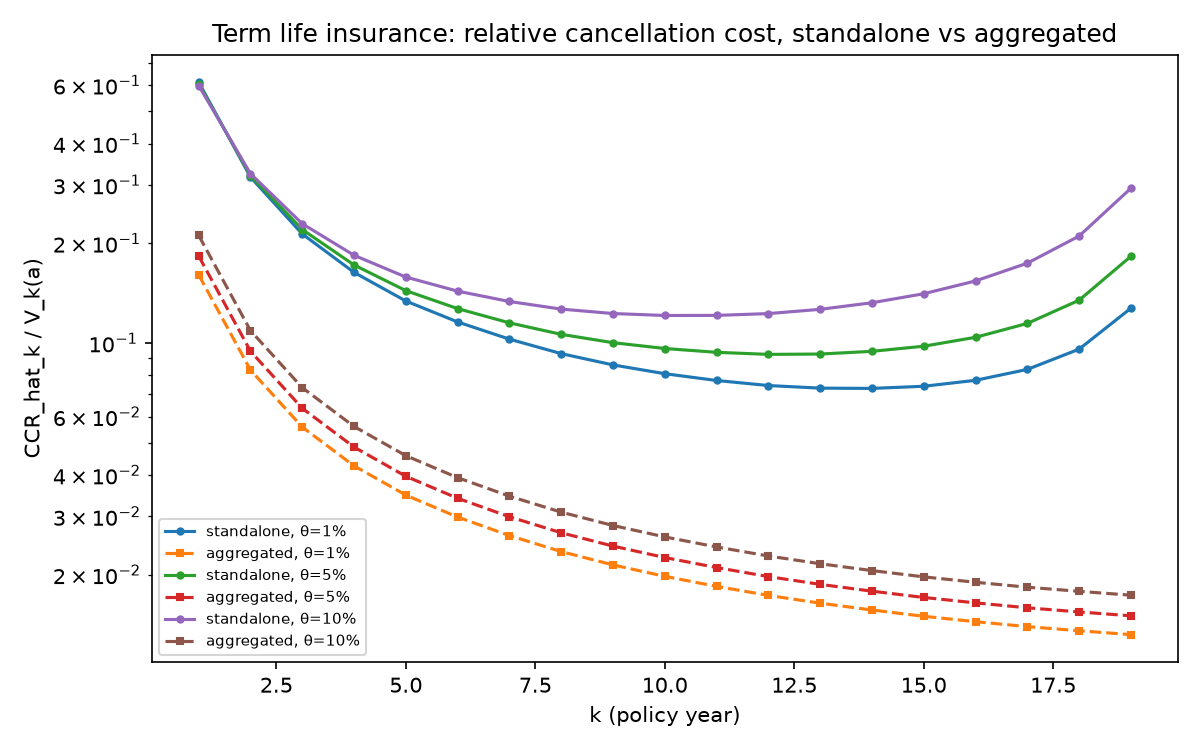 Term life insurance: relative cancellation cost, standalone vs aggregated
CCR_hat_k / V_k(a)
6 × 10⁻¹
4 × 10⁻¹
3 × 10⁻¹
2 × 10⁻¹
10⁻¹
6 × 10⁻²
4 × 10⁻²
3 × 10⁻²
2 × 10⁻²
standalone, θ=1%
aggregated, θ=1%
standalone, θ=5%
aggregated, θ=5%
standalone, θ=10%
aggregated, θ=10%
2.5 5.0 7.5 10.0 12.5 15.0 17.5
k (policy year)